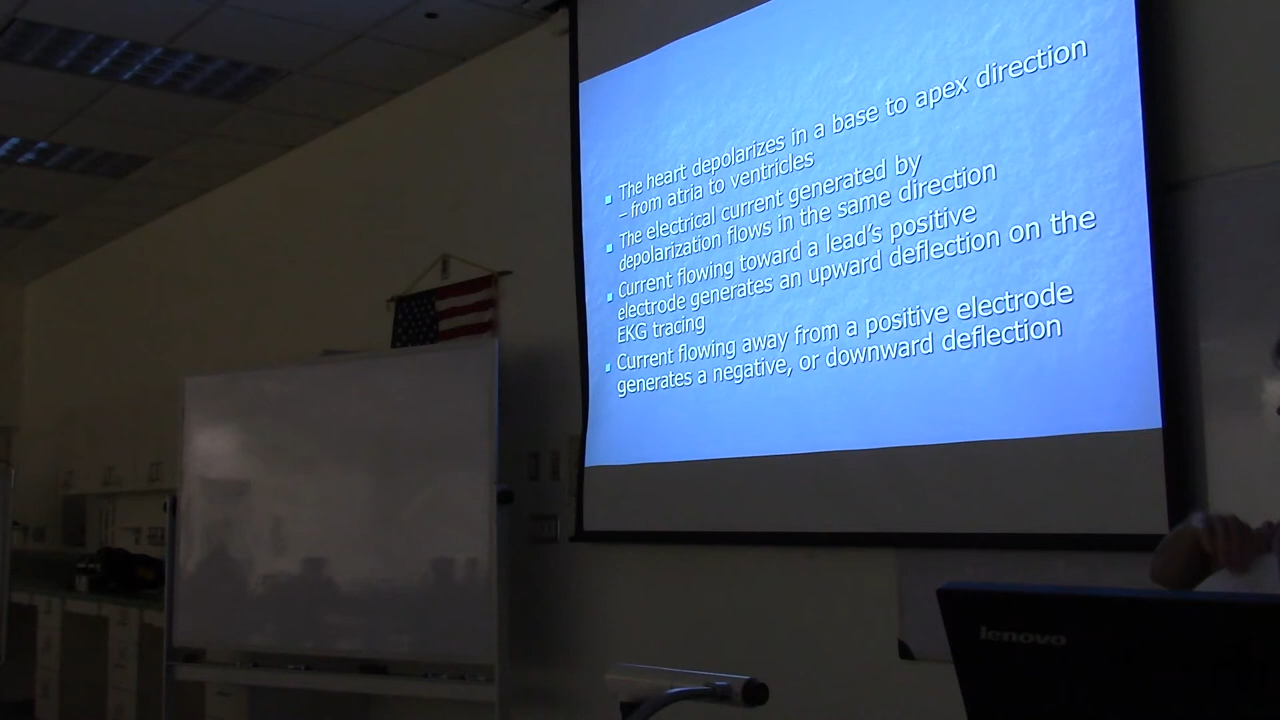 The heart depolarizes in a base to apex direction
– from atria to ventricles
The electrical current generated by
depolarization flows in the same direction
Current flowing toward a lead's positive
electrode generates an upward deflection on the
EKG tracing
Current flowing away from a positive electrode
generates a negative, or downward deflection
lenovo